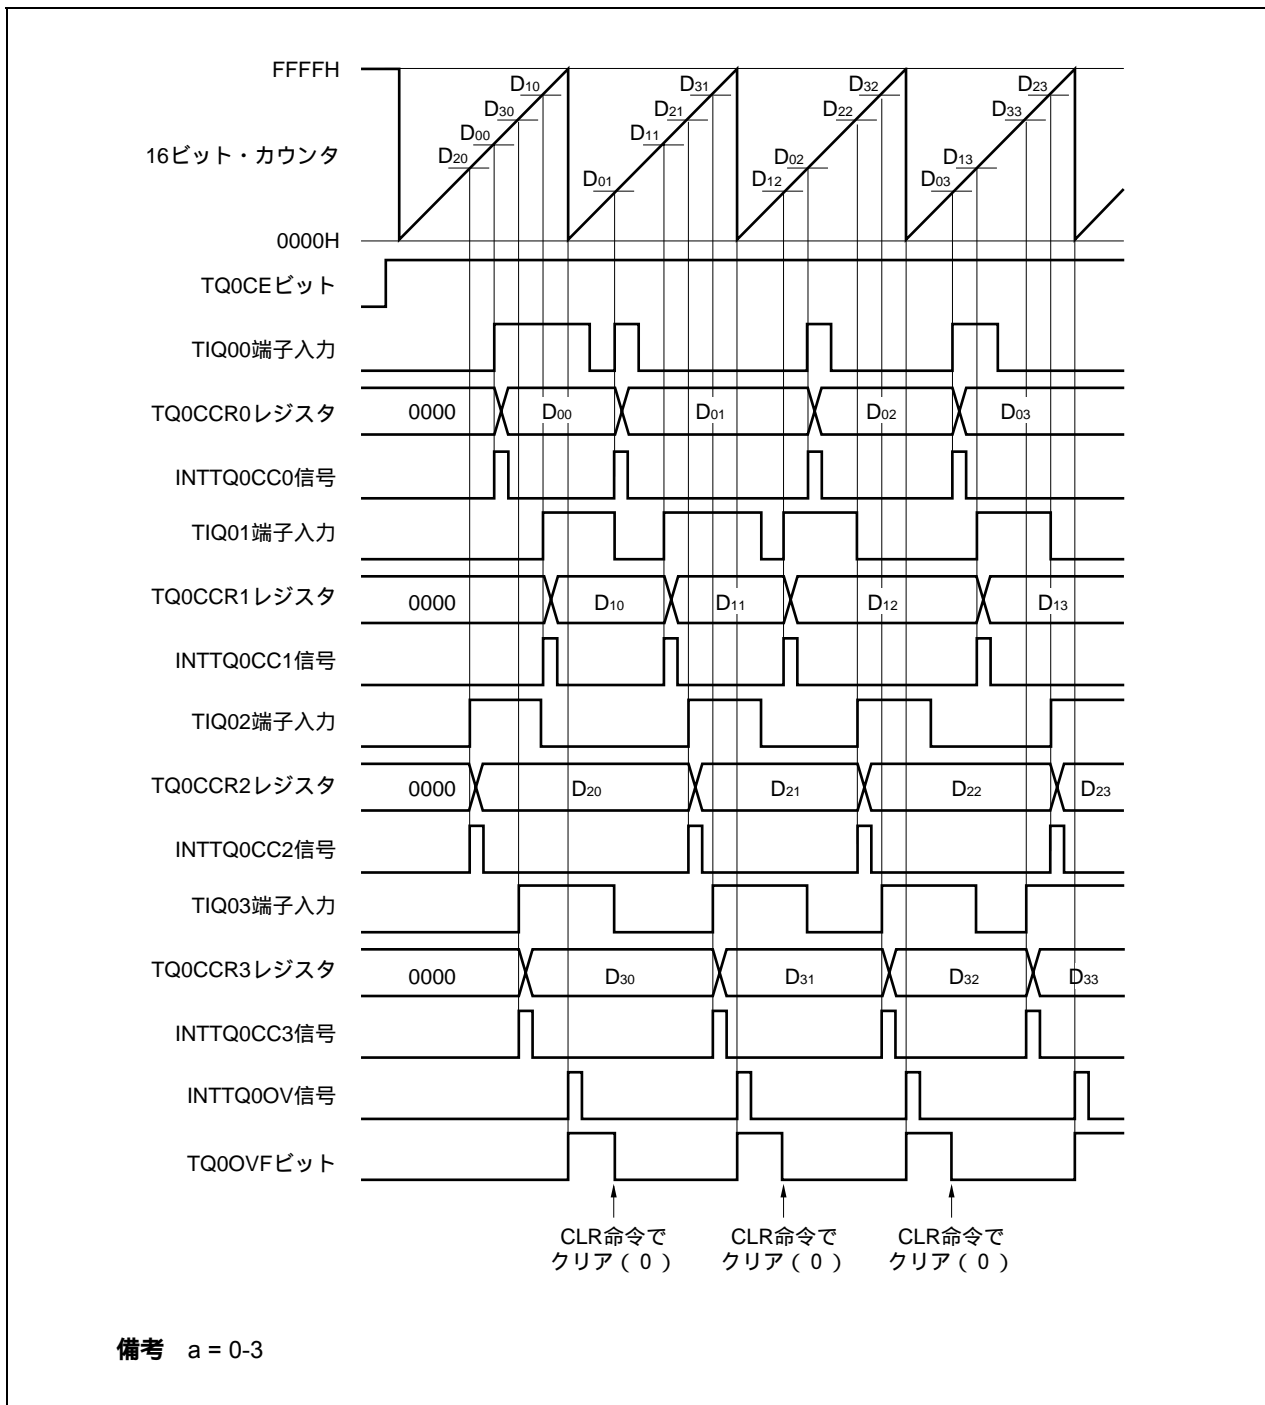 FFFFH
D10 D31 D32 D23
D30 D21 D22 D33
D00 D11
16ビット・カウンタ
D20 D02 D13
D01 D12 D03
0000H
TQ0CEビット
TIQ00端子入力
TQ0CCR0レジスタ 0000 D00 D01 D02 D03
INTTQ0CC0信号
TIQ01端子入力
TQ0CCR1レジスタ 0000 D10 D11 D12 D13
INTTQ0CC1信号
TIQ02端子入力
TQ0CCR2レジスタ 0000 D20 D21 D22 D23
INTTQ0CC2信号
TIQ03端子入力
TQ0CCR3レジスタ 0000 D30 D31 D32 D33
INTTQ0CC3信号
INTTQ0OV信号
TQ0OVFビット
CLR命令で CLR命令で CLR命令で
クリア(0) クリア(0) クリア(0)
備考 a = 0-3